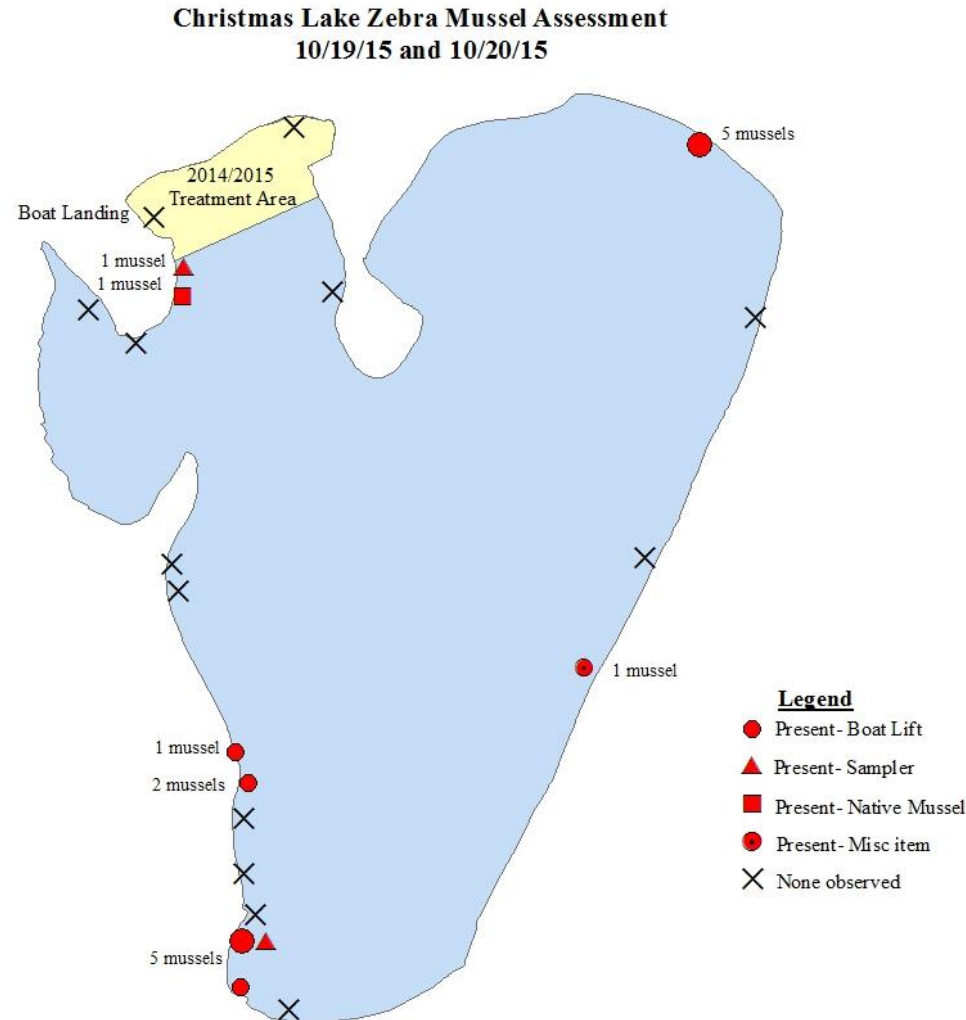 Christmas Lake Zebra Mussel Assessment
10/19/15 and 10/20/15
5 mussels
2014/2015
Treatment Area
Boat Landing
1 mussel
1 mussel
1 mussel
1 mussel
2 mussels
5 mussels
Legend
Present- Boat Lift
Present- Sampler
Present- Native Mussel
Present- Misc item
None observed